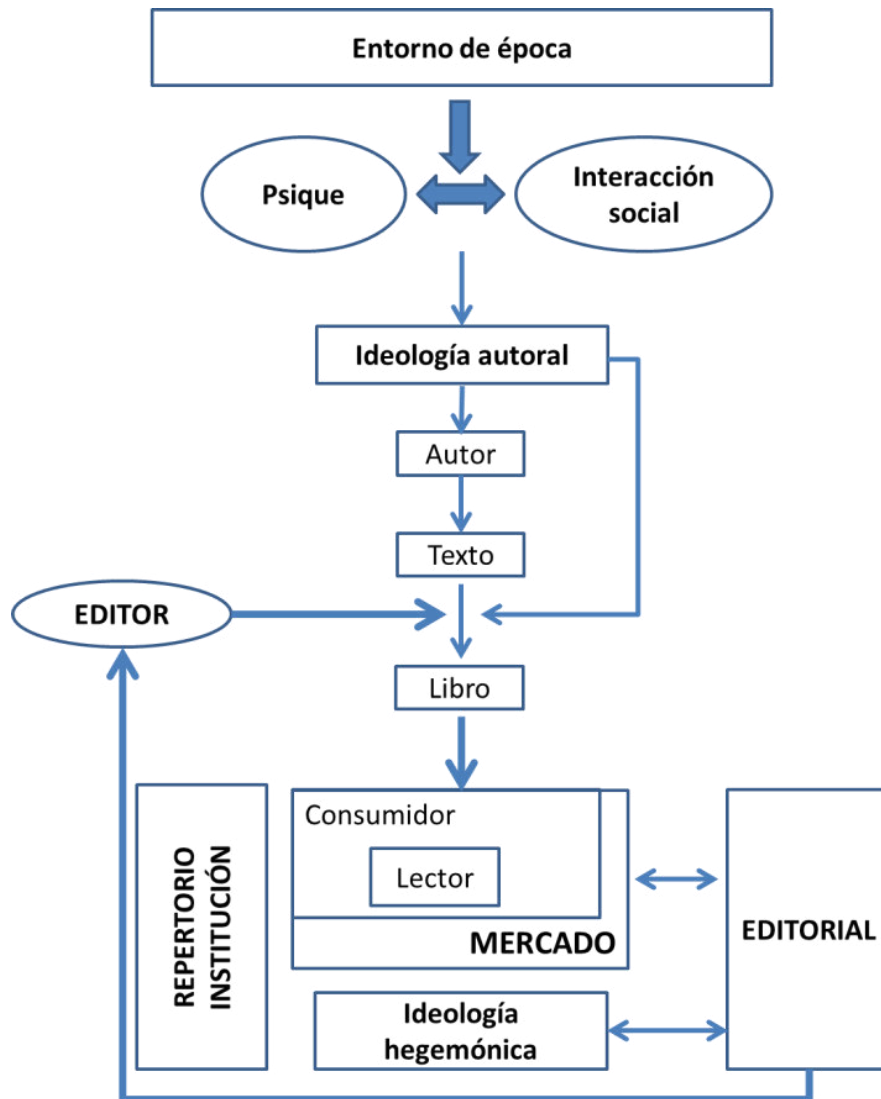 Entorno de época
Psique
Interacción
social
Ideología autoral
Autor
Texto
EDITOR
Libro
REPERTORIO
INSTITUCIÓN
Consumidor
Lector
MERCADO
EDITORIAL
Ideología
hegemónica